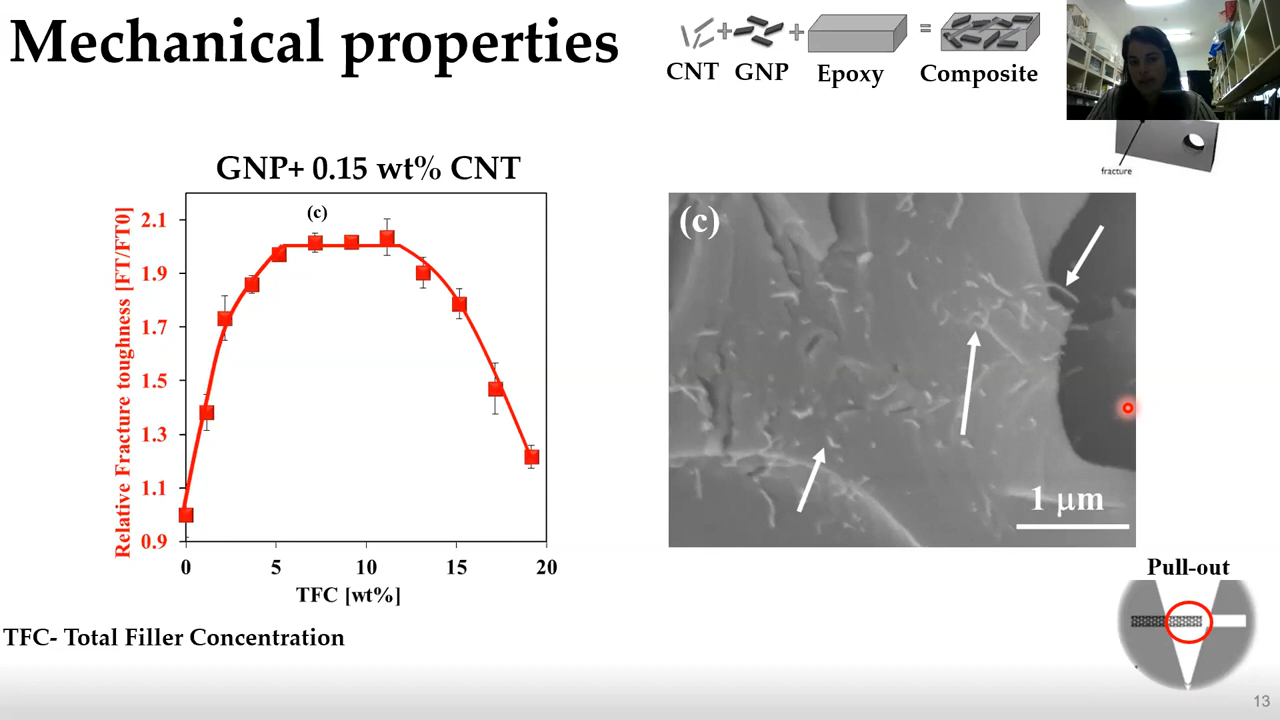 Mechanical properties
CNT + GNP + Epoxy = Composite
fracture
GNP+ 0.15 wt% CNT
(c)
Relative Fracture toughness [FT/FT0]
2.1
1.9
1.7
1.5
1.3
1.1
0.9
0 5 10 15 20
TFC [wt%]
(c)
1 μm
Pull-out
TFC- Total Filler Concentration
13